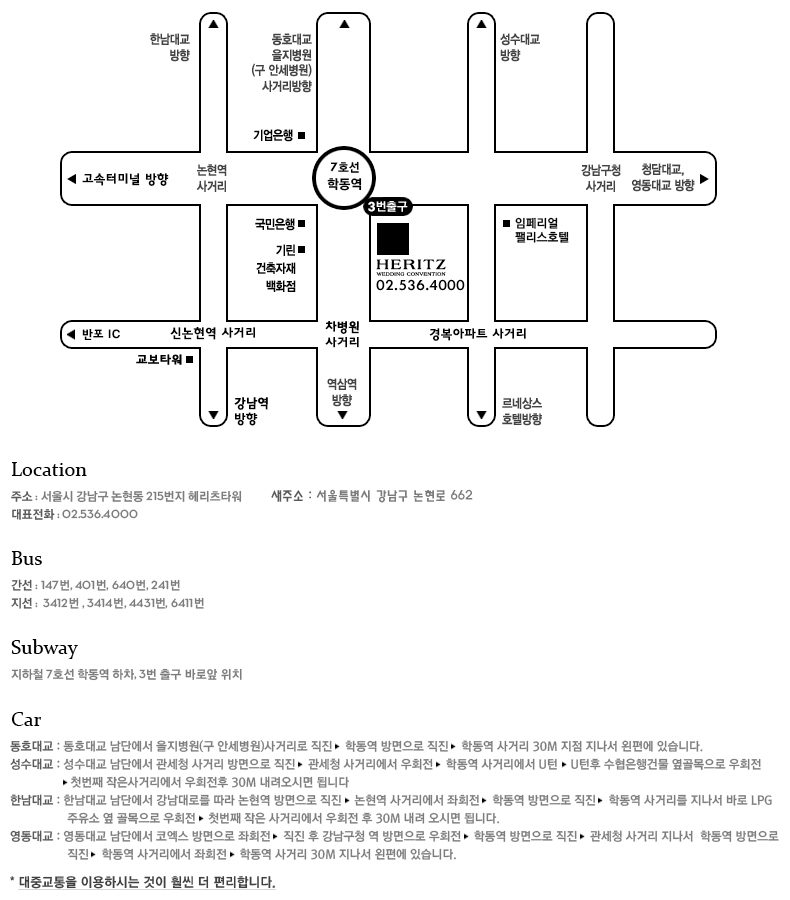 한남대교
방향
동호대교
을지병원
(구 안세병원)
사거리방향
성수대교
방향
기업은행
고속터미널 방향
논현역
사거리
7호선
학동역
강남구청
사거리
청담대교,
영동대교 방향
3번출구
국민은행
기린
건축자재
백화점
HERITZ
WEDDING CONVENTION
02.536.4000
임페리얼
팰리스호텔
반포 IC
신논현역 사거리
차병원
사거리
경복아파트 사거리
교보타워
강남역
방향
역삼역
방향
르네상스
호텔방향
Location
주소 : 서울시 강남구 논현동 215번지 헤리츠타워 새주소 : 서울특별시 강남구 논현로 662
대표전화 : 02.536.4000
Bus
간선 : 147번, 401번, 640번, 241번
지선 : 3412번 , 3414번, 4431번, 6411번
Subway
지하철 7호선 학동역 하차, 3번 출구 바로앞 위치
Car
동호대교 : 동호대교 남단에서 을지병원(구 안세병원)사거리로 직진▶ 학동역 방면으로 직진▶ 학동역 사거리 30M 지점 지나서 왼편에 있습니다.
성수대교 : 성수대교 남단에서 관세청 사거리 방면으로 직진▶ 관세청 사거리에서 우회전▶ 학동역 사거리에서 U턴▶ U턴후 수협은행건물 옆골목으로 우회전
▶첫번째 작은사거리에서 우회전후 30M 내려오시면 됩니다
한남대교 : 한남대교 남단에서 강남대로를 따라 논현역 방면으로 직진▶ 논현역 사거리에서 좌회전▶ 학동역 방면으로 직진▶ 학동역 사거리를 지나서 바로 LPG
주유소 옆 골목으로 우회전▶ 첫번째 작은 사거리에서 우회전 후 30M 내려 오시면 됩니다.
영동대교 : 영동대교 남단에서 코엑스 방면으로 좌회전▶ 직진 후 강남구청 역 방면으로 우회전▶ 학동역 방면으로 직진▶ 관세청 사거리 지나서 학동역 방면으로
직진▶ 학동역 사거리에서 좌회전▶ 학동역 사거리 30M 지나서 왼편에 있습니다.
* 대중교통을 이용하시는 것이 훨씬 더 편리합니다.